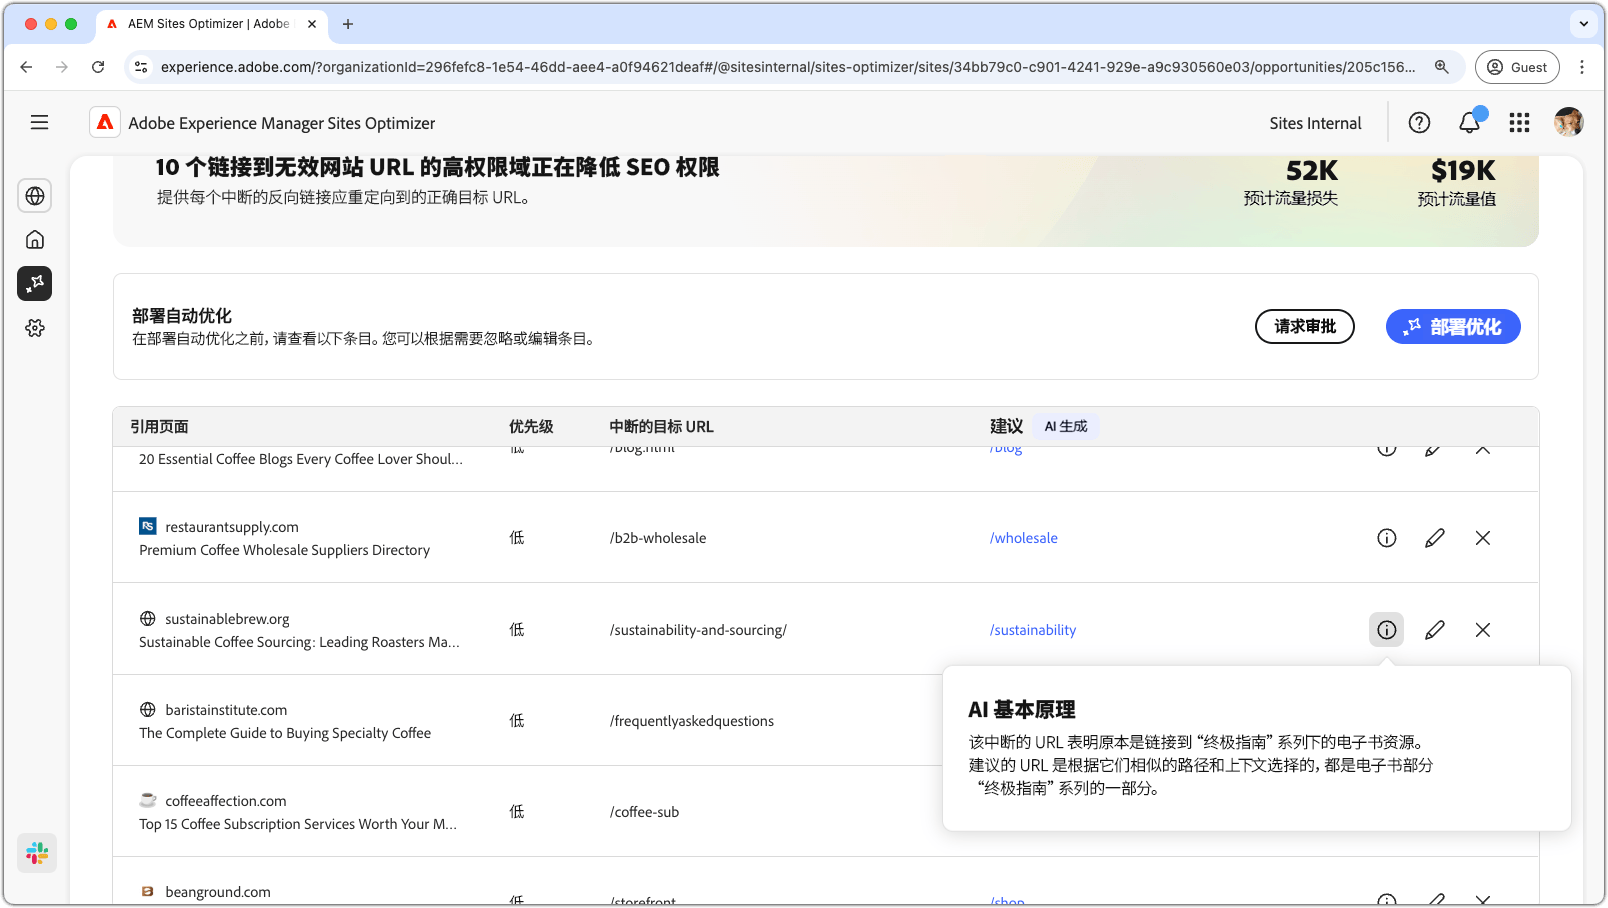 AEM Sites Optimizer | Adobe
experience.adobe.com/?organizationId=296fefc8-1e54-46dd-aee4-a0f94621deaf#/@sitesinternal/sites-optimizer/sites/34bb79c0-c901-4241-929e-a9c930560e03/opportunities/205c156...
Guest
Adobe Experience Manager Sites Optimizer
Sites Internal
10 个链接到无效网站 URL 的高权限域正在降低 SEO 权限
提供每个中断的反向链接应重定向到的正确目标 URL。
52K
预计流量损失
$19K
预计流量值
部署自动优化
在部署自动优化之前，请查看以下条目。您可以根据需要忽略或编辑条目。
请求审批
部署优化
引用页面 优先级 中断的目标 URL 建议 AI 生成
低 /blog.html /blog
20 Essential Coffee Blogs Every Coffee Lover Shoul...
RS restaurantsupply.com
Premium Coffee Wholesale Suppliers Directory
低 /b2b-wholesale /wholesale
sustainablebrew.org
Sustainable Coffee Sourcing: Leading Roasters Ma...
低 /sustainability-and-sourcing/ /sustainability
baristainstitute.com
The Complete Guide to Buying Specialty Coffee
低 /frequentlyaskedquestions
AI 基本原理
该中断的 URL 表明原本是链接到 “终极指南” 系列下的电子书资源。
建议的 URL 是根据它们相似的路径和上下文选择的，都是电子书部分
“终极指南” 系列的一部分。
coffeeaffection.com
Top 15 Coffee Subscription Services Worth Your M...
低 /coffee-sub
beanground.com
低 /storefront /shop